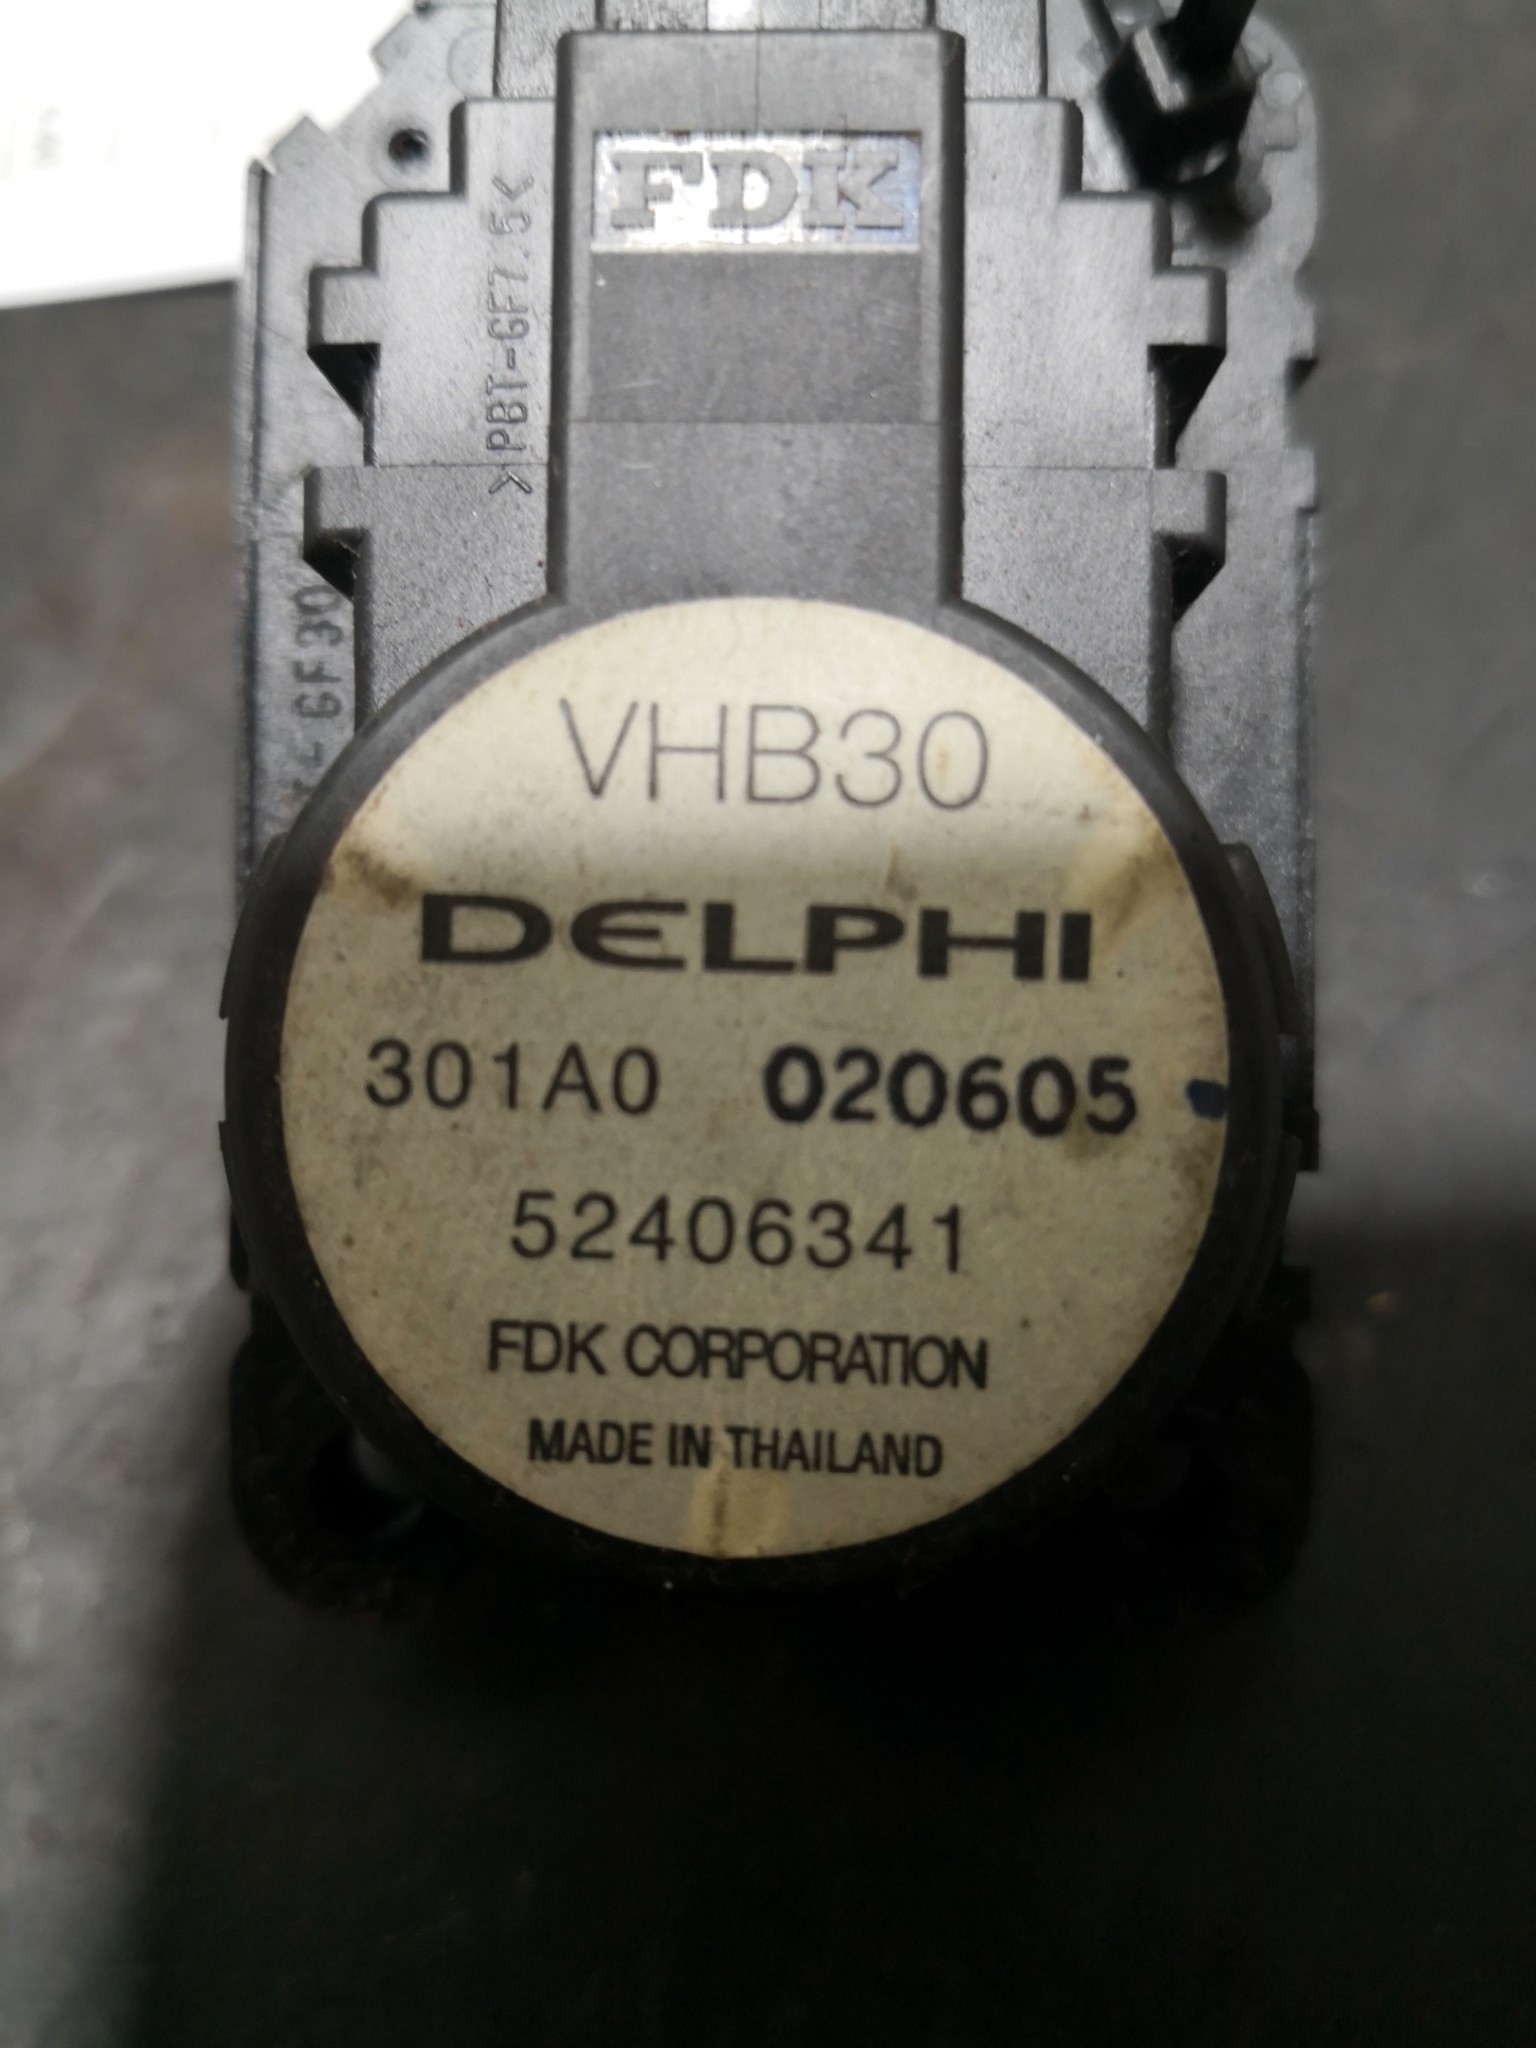 FDK
>PBT-GF7.5<
-GF30
VHB30
DELPHI
301A0 020605
52406341
FDK CORPORATION
MADE IN THAILAND